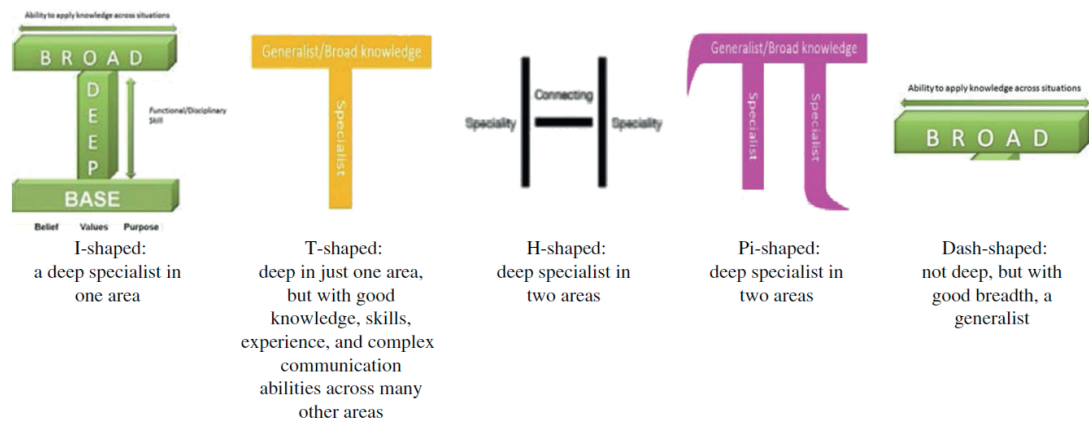 Ability to apply knowledge across situations
BROAD
DEEP
Functional/Disciplinary
Skill
BASE
Belief Values Purpose
I-shaped:
a deep specialist in
one area
Generalist/Broad knowledge
Specialist
T-shaped:
deep in just one area,
but with good
knowledge, skills,
experience, and complex
communication
abilities across many
other areas
Connecting
Speciality Speciality
H-shaped:
deep specialist in
two areas
Generalist/Broad knowledge
Specialist
Specialist
Pi-shaped:
deep specialist in
two areas
Ability to apply knowledge across situations
BROAD
Dash-shaped:
not deep, but with
good breadth, a
generalist